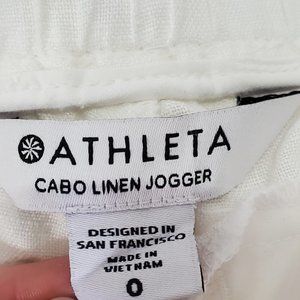 ATHLETA
CABO LINEN JOGGER
DESIGNED IN
SAN FRANCISCO
MADE IN
VIETNAM
0